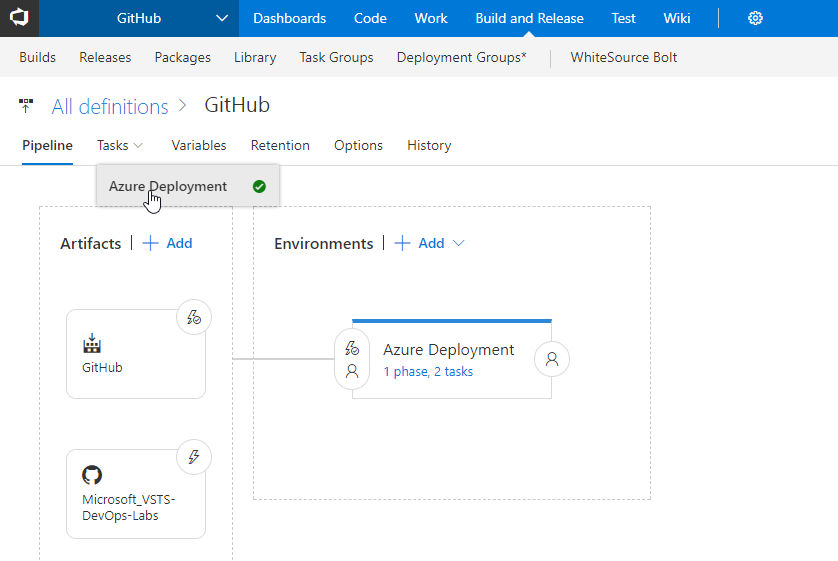 GitHub Dashboards Code Work Build and Release Test Wiki
Builds Releases Packages Library Task Groups Deployment Groups* WhiteSource Bolt
All definitions > GitHub
Pipeline Tasks Variables Retention Options History
Azure Deployment
Artifacts | + Add
Environments | + Add
GitHub
Azure Deployment
1 phase, 2 tasks
Microsoft_VSTS-
DevOps-Labs